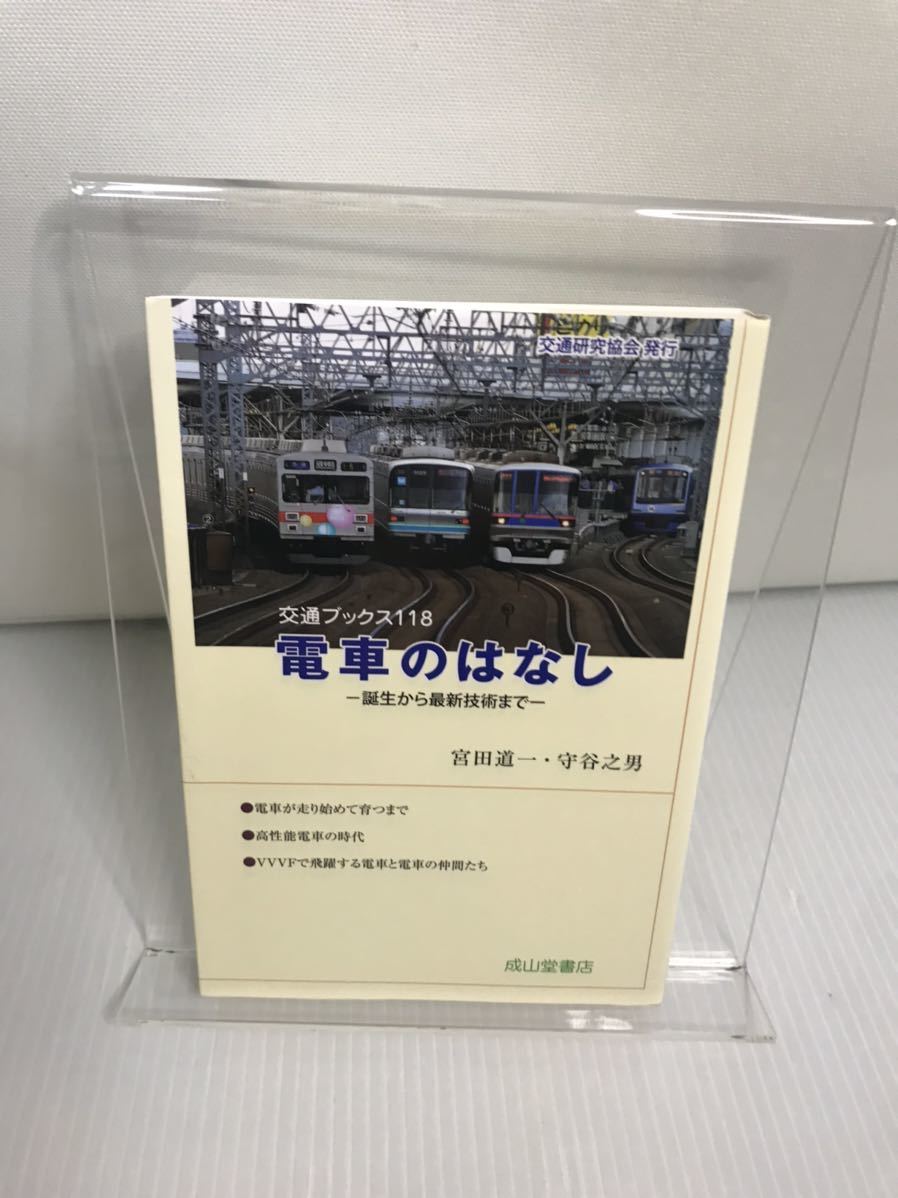 交通研究協会 発行
交通ブックス118
電車のはなし
－誕生から最新技術まで－
宮田道一・守谷之男
●電車が走り始めて育つまで
●高性能電車の時代
●VVVFで飛躍する電車と電車の仲間たち
成山堂書店